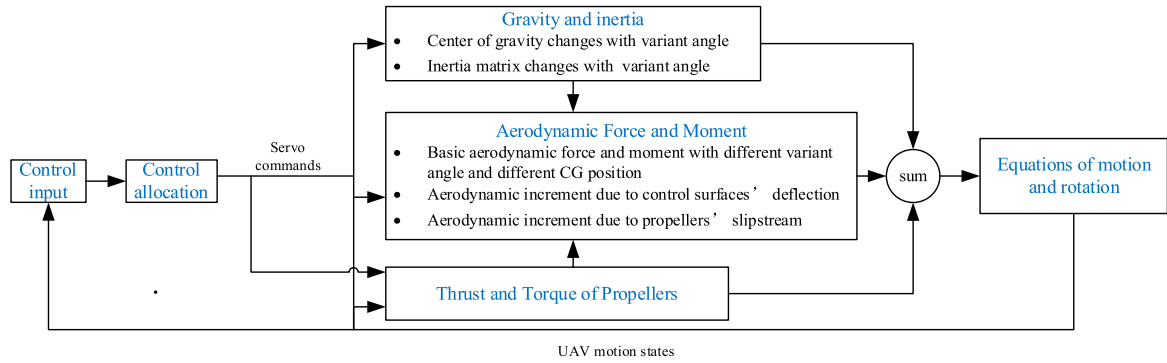 Gravity and inertia
• Center of gravity changes with variant angle
• Inertia matrix changes with variant angle
Aerodynamic Force and Moment
• Basic aerodynamic force and moment with different variant
angle and different CG position
• Aerodynamic increment due to control surfaces’ deflection
• Aerodynamic increment due to propellers’ slipstream
Servo
commands
Control
input
Control
allocation
sum
Equations of motion
and rotation
Thrust and Torque of Propellers
UAV motion states